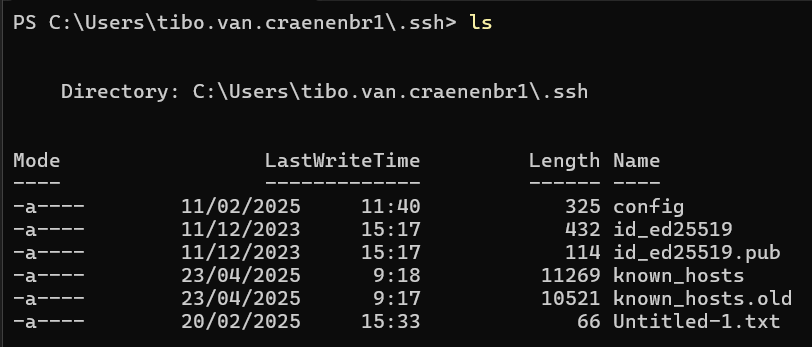 PS C:\Users\tibo.van.craenenbr1\.ssh> ls
Directory: C:\Users\tibo.van.craenenbr1\.ssh
Mode LastWriteTime Length Name
---- ------------- ------ ----
-a---- 11/02/2025 11:40 325 config
-a---- 11/12/2023 15:17 432 id_ed25519
-a---- 11/12/2023 15:17 114 id_ed25519.pub
-a---- 23/04/2025 9:18 11269 known_hosts
-a---- 23/04/2025 9:17 10521 known_hosts.old
-a---- 20/02/2025 15:33 66 Untitled-1.txt